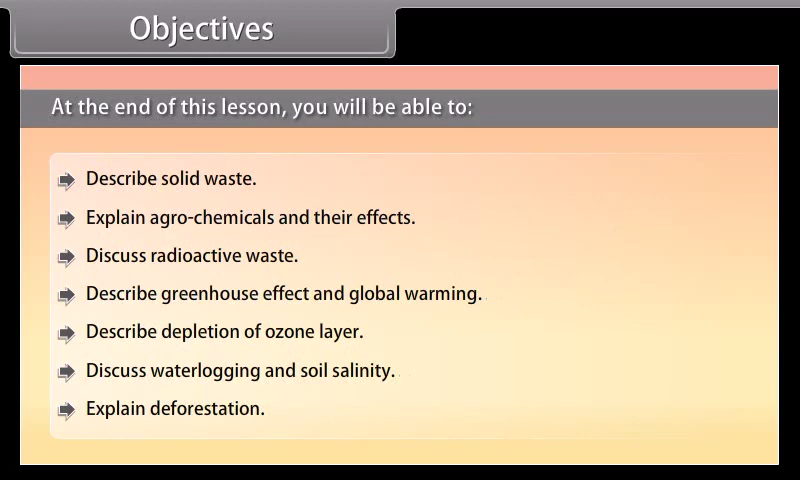 Objectives
At the end of this lesson, you will be able to:
Describe solid waste.
Explain agro-chemicals and their effects.
Discuss radioactive waste.
Describe greenhouse effect and global warming.
Describe depletion of ozone layer.
Discuss waterlogging and soil salinity.
Explain deforestation.